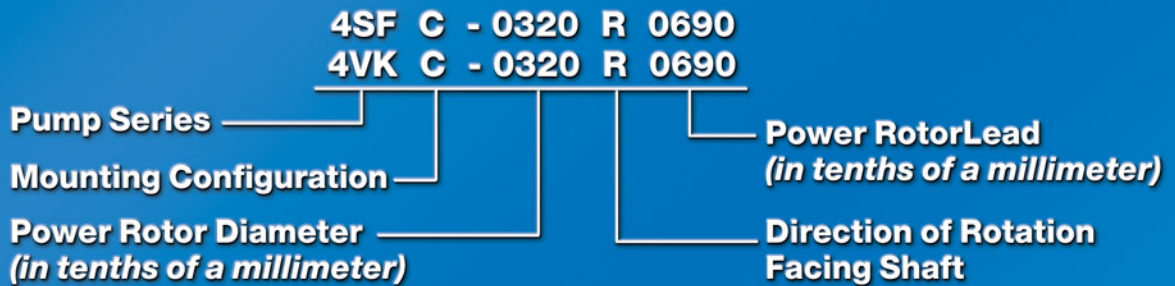 4SF C - 0320 R 0690
4VK C - 0320 R 0690
Pump Series
Mounting Configuration
Power Rotor Diameter
(in tenths of a millimeter)
Power RotorLead
(in tenths of a millimeter)
Direction of Rotation
Facing Shaft